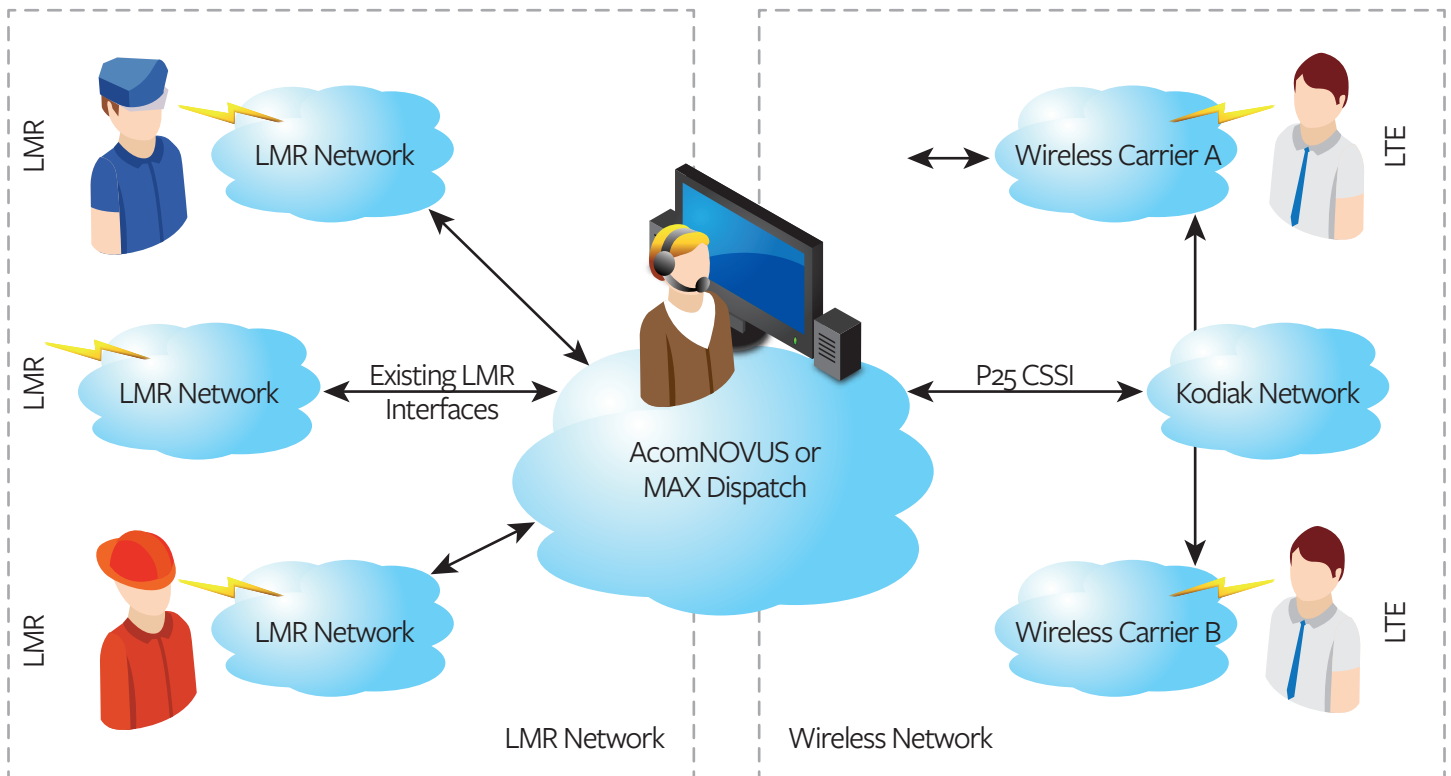 LMR
LMR Network
LMR
LMR Network
Existing LMR
Interfaces
LMR
LMR Network
AcomNOVUS or
MAX Dispatch
P25 CSSI
Wireless Carrier A
LTE
Kodiak Network
Wireless Carrier B
LTE
LMR Network
Wireless Network